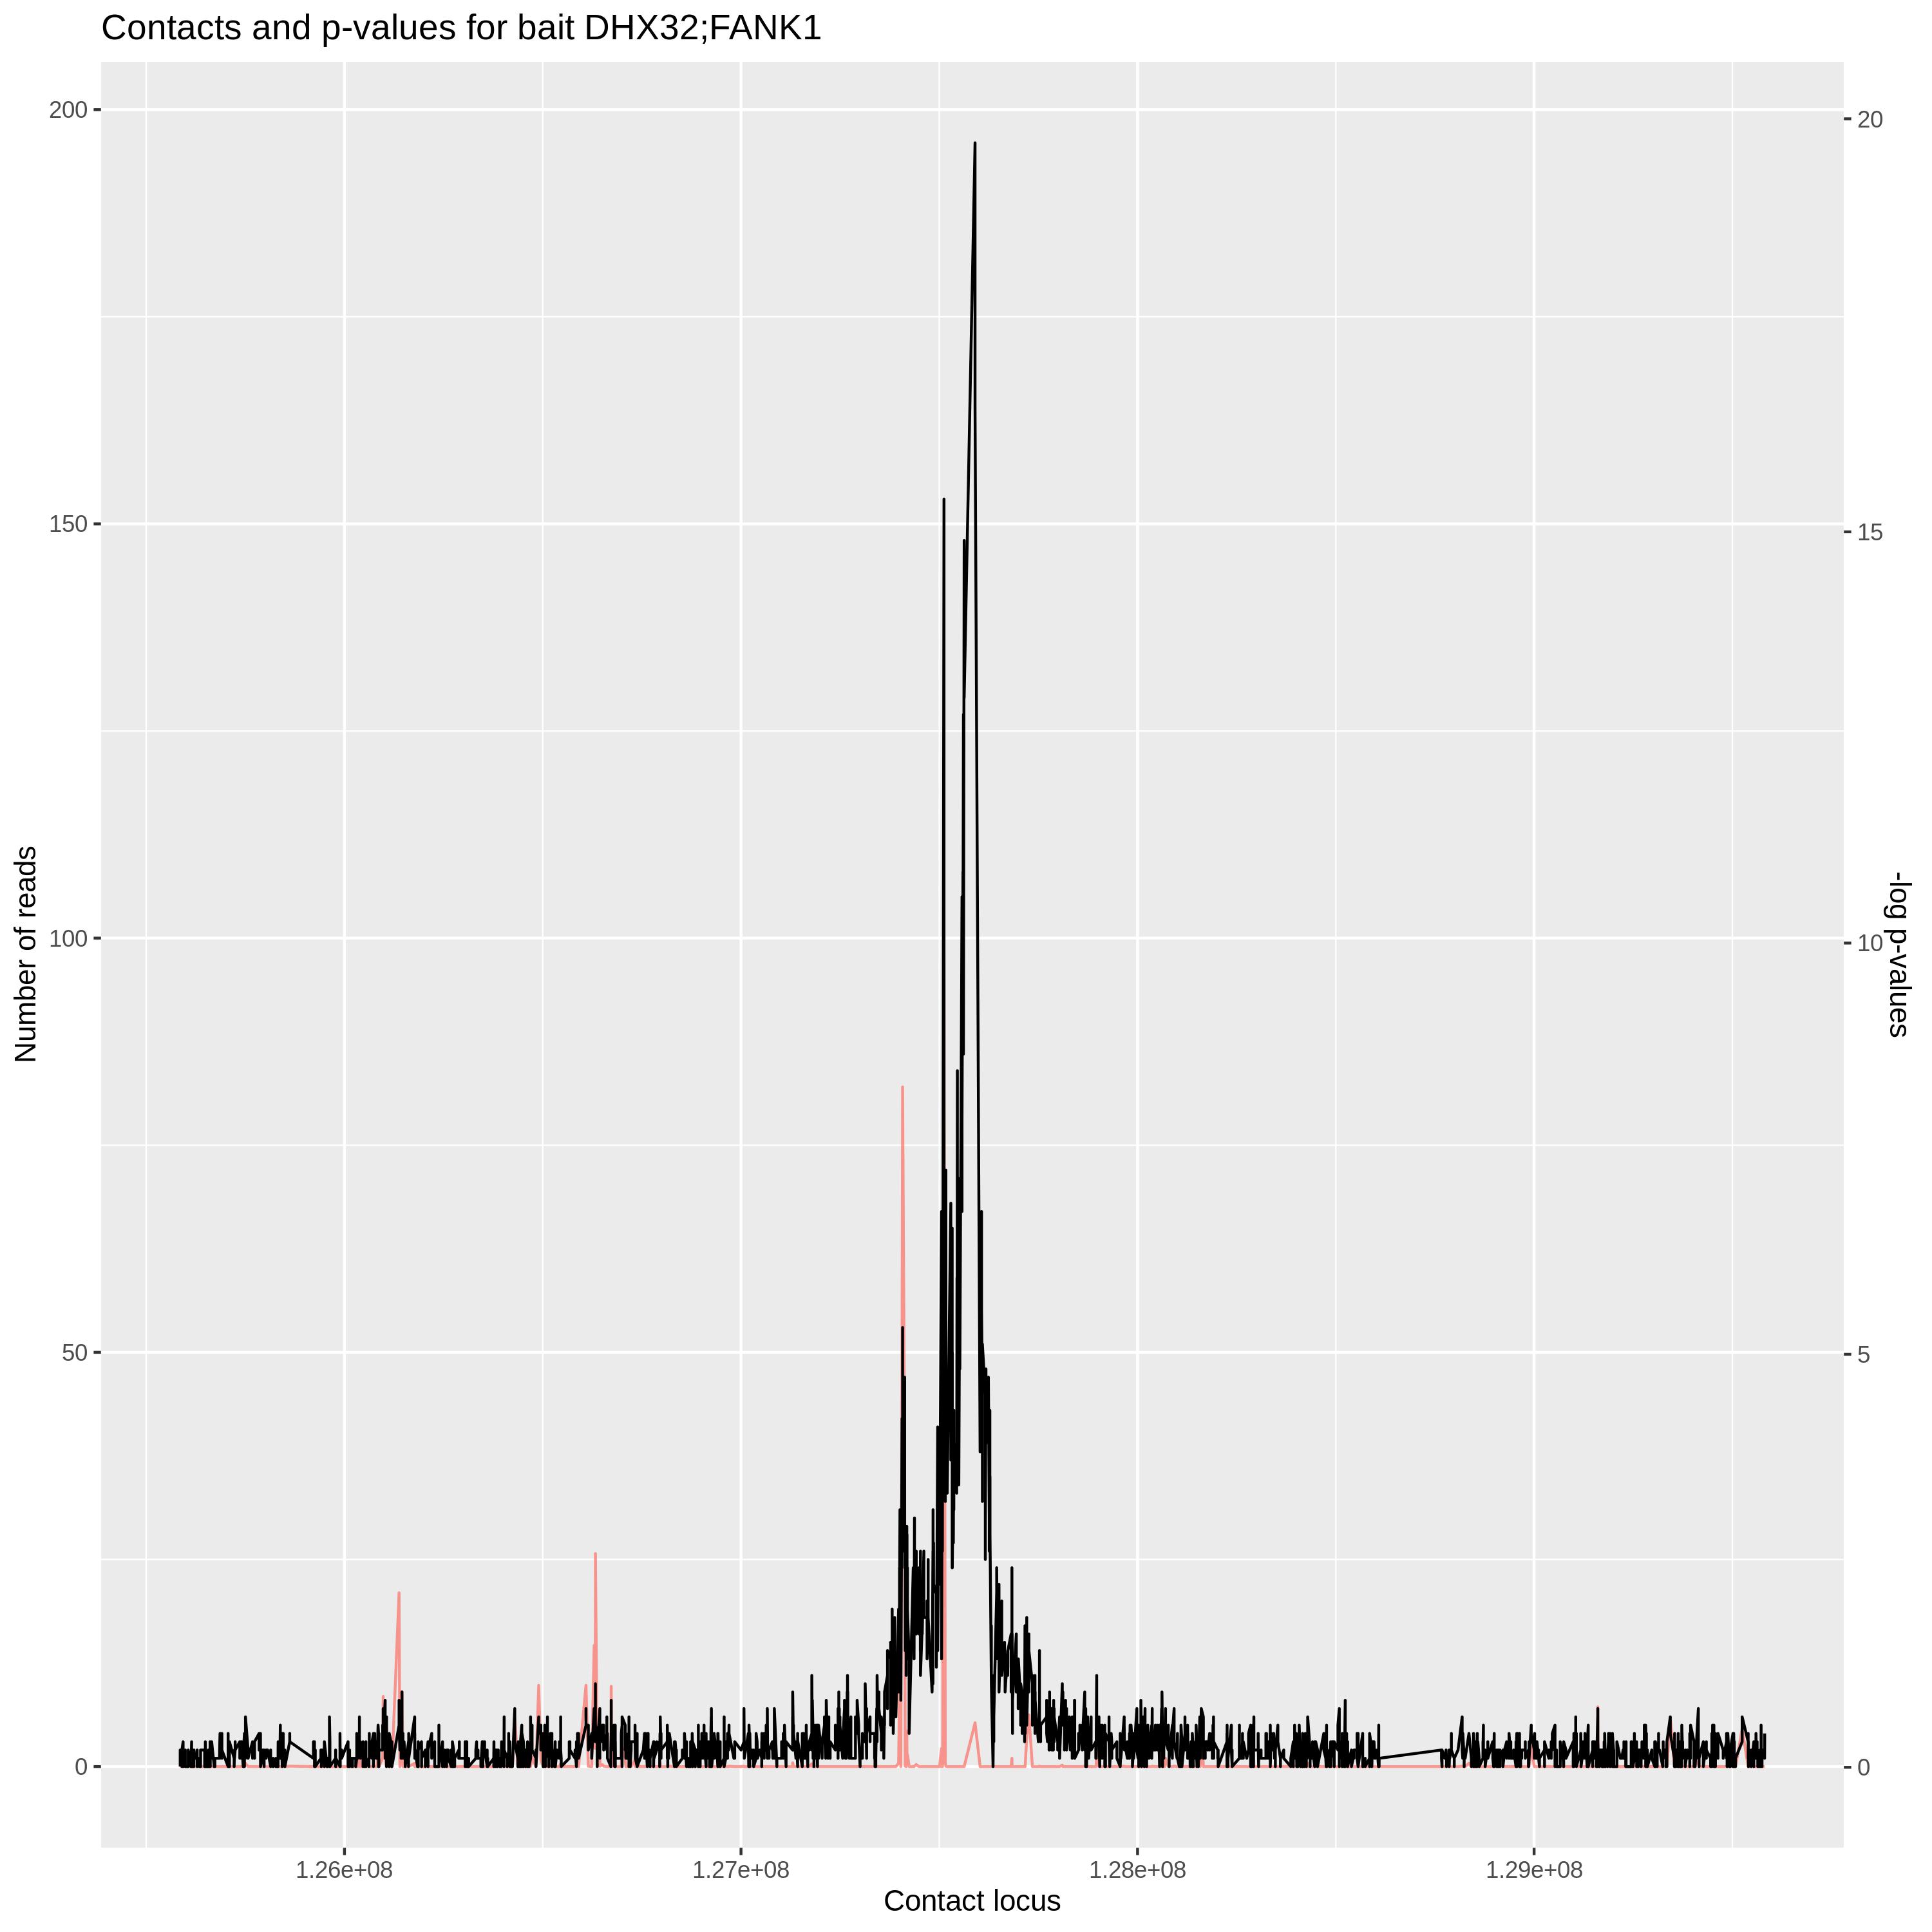 Contacts and p-values for bait DHX32;FANK1
200
150
100
50
0
Number of reads
20
15
10
5
0
-log p-values
1.26e+08
1.27e+08
1.28e+08
1.29e+08
Contact locus